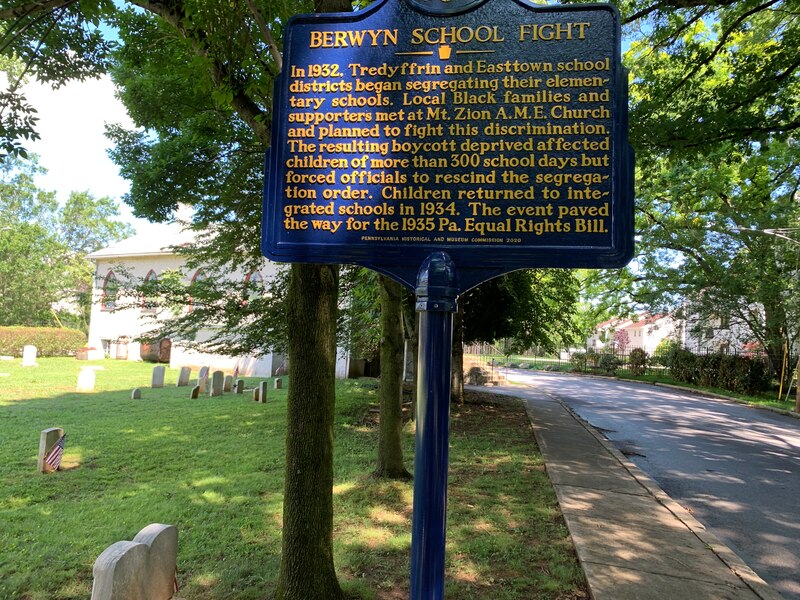 BERWYN SCHOOL FIGHT
In 1932, Tredyffrin and Easttown school
districts began segregating their elemen-
tary schools. Local Black families and
supporters met at Mt. Zion A.M.E. Church
and planned to fight this discrimination.
The resulting boycott deprived affected
children of more than 300 school days but
forced officials to rescind the segrega-
tion order. Children returned to inte-
grated schools in 1934. The event paved
the way for the 1935 Pa. Equal Rights Bill.
PENNSYLVANIA HISTORICAL AND MUSEUM COMMISSION 2020